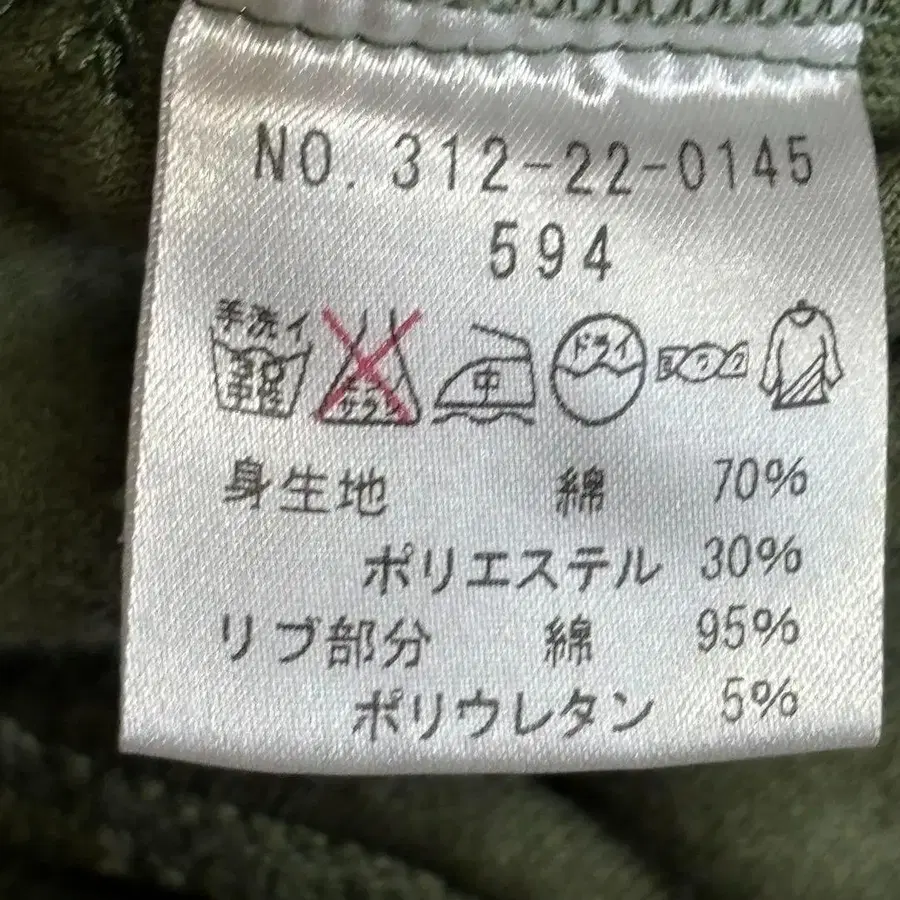 NO. 312-22-0145
594
手洗イ 中 ドライ
身生地 綿 70%
ポリエステル 30%
リブ部分 綿 95%
ポリウレタン 5%